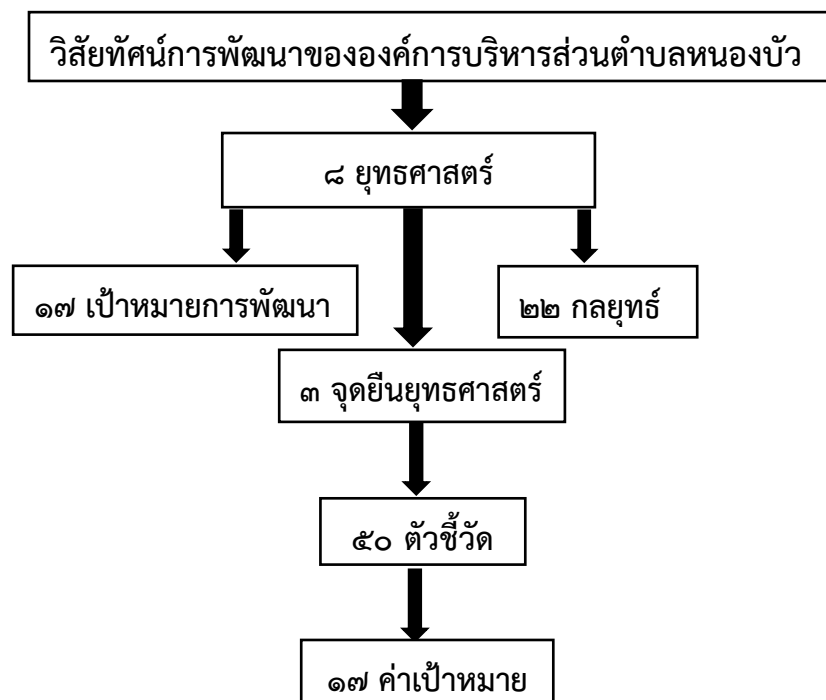 วิสัยทัศน์การพัฒนาขององค์การบริหารส่วนตำบลหนองบัว
๘ ยุทธศาสตร์
๑๗ เป้าหมายการพัฒนา
๒๒ กลยุทธ์
๓ จุดยืนยุทธศาสตร์
๕๐ ตัวชี้วัด
๑๗ ค่าเป้าหมาย